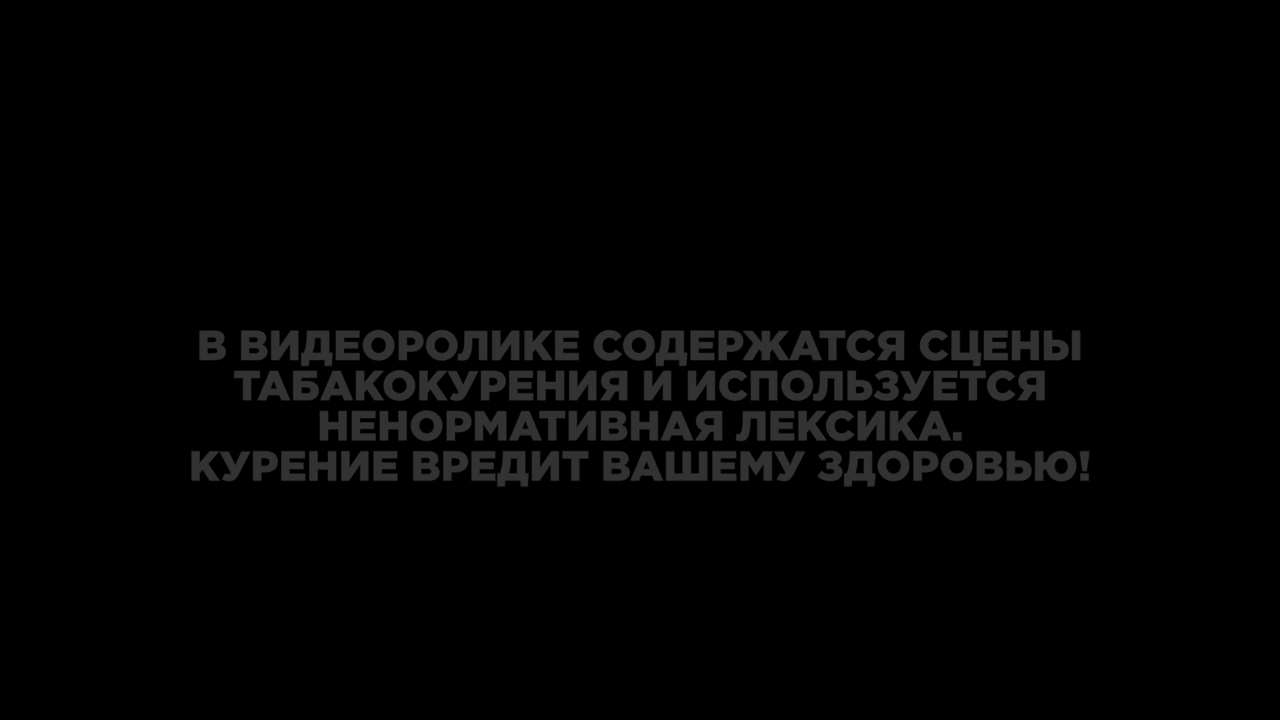 В ВИДЕОРОЛИКЕ СОДЕРЖАТСЯ СЦЕНЫ
ТАБАКОКУРЕНИЯ И ИСПОЛЬЗУЕТСЯ
НЕНОРМАТИВНАЯ ЛЕКСИКА.
КУРЕНИЕ ВРЕДИТ ВАШЕМУ ЗДОРОВЬЮ!